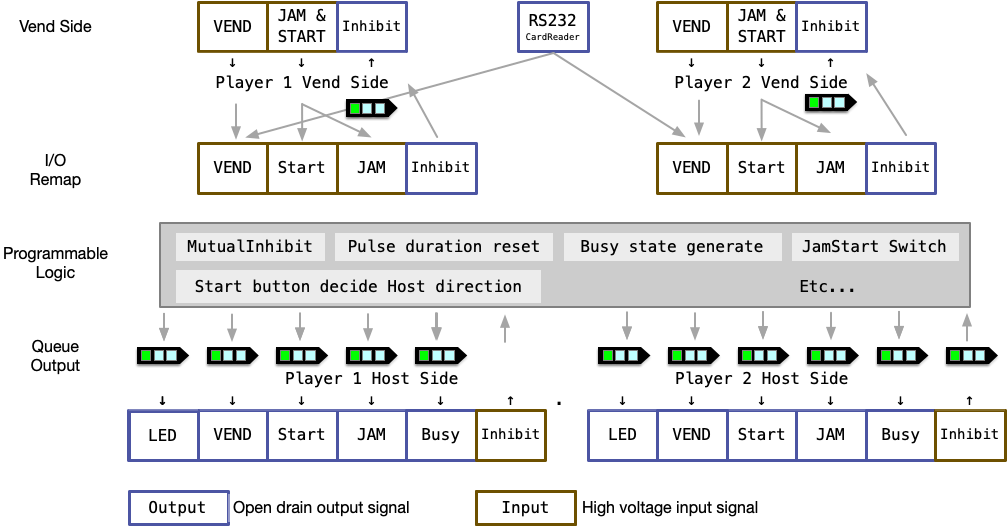 Vend Side
VEND
JAM &
START
Inhibit
RS232
CardReader
VEND
JAM &
START
Inhibit
↓ ↓ ↑
↓ ↓ ↑
Player 1 Vend Side
Player 2 Vend Side
I/O
Remap
VEND
Start
JAM
Inhibit
VEND
Start
JAM
Inhibit
Programmable
Logic
MutualInhibit
Pulse duration reset
Busy state generate
JamStart Switch
Start button decide Host direction
Etc...
Queue
Output
Player 1 Host Side
Player 2 Host Side
↓ ↓ ↓ ↓ ↓ ↑ . ↓ ↓ ↓ ↓ ↓ ↑
LED
VEND
Start
JAM
Busy
Inhibit
LED
VEND
Start
JAM
Busy
Inhibit
Output
Open drain output signal
Input
High voltage input signal